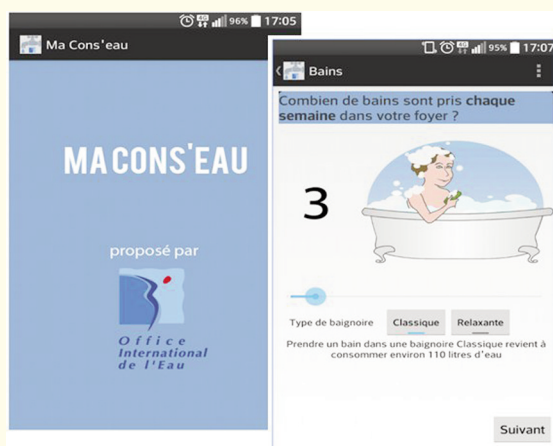 4G 96% 17:05
Ma Cons'eau
MA CONS'EAU
proposé par
Office
International
de l'Eau
4G 95% 17:07
Bains
Combien de bains sont pris chaque
semaine dans votre foyer ?
3
Type de baignoire Classique Relaxante
Prendre un bain dans une baignoire Classique revient à
consommer environ 110 litres d'eau
Suivant